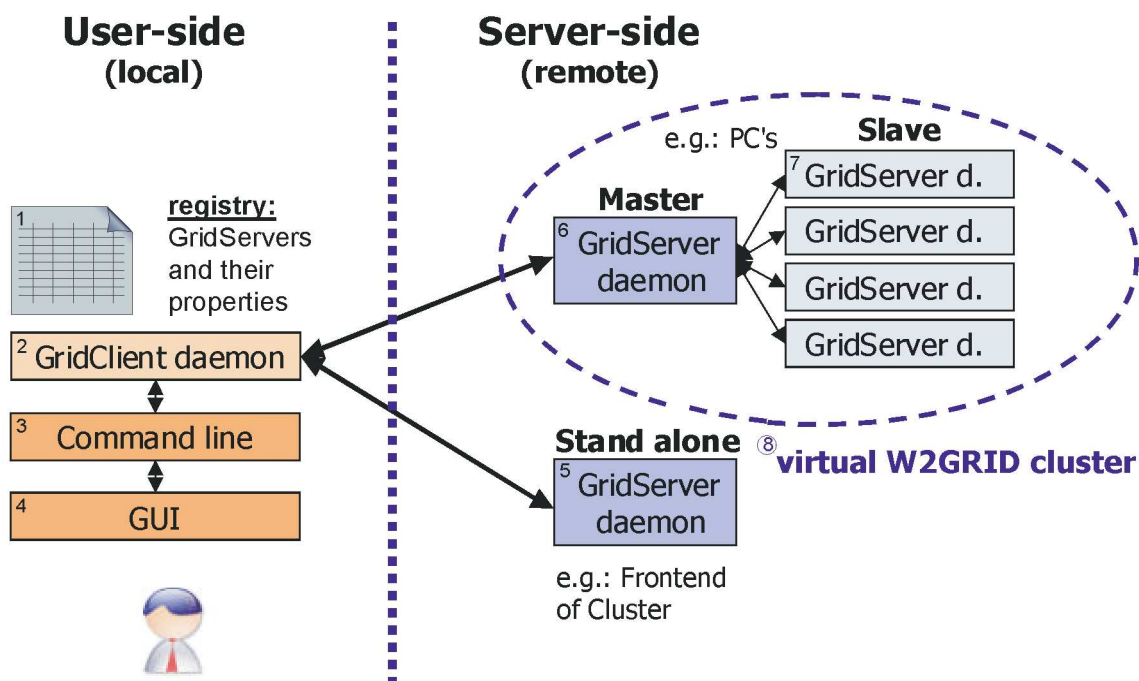 User-side
(local)
Server-side
(remote)
1
registry:
GridServers
and their
properties
2 GridClient daemon
3 Command line
4 GUI
e.g.: PC's
Slave
Master
6 GridServer
daemon
7 GridServer d.
GridServer d.
GridServer d.
GridServer d.
Stand alone
5 GridServer
daemon
e.g.: Frontend
of Cluster
8 virtual W2GRID cluster